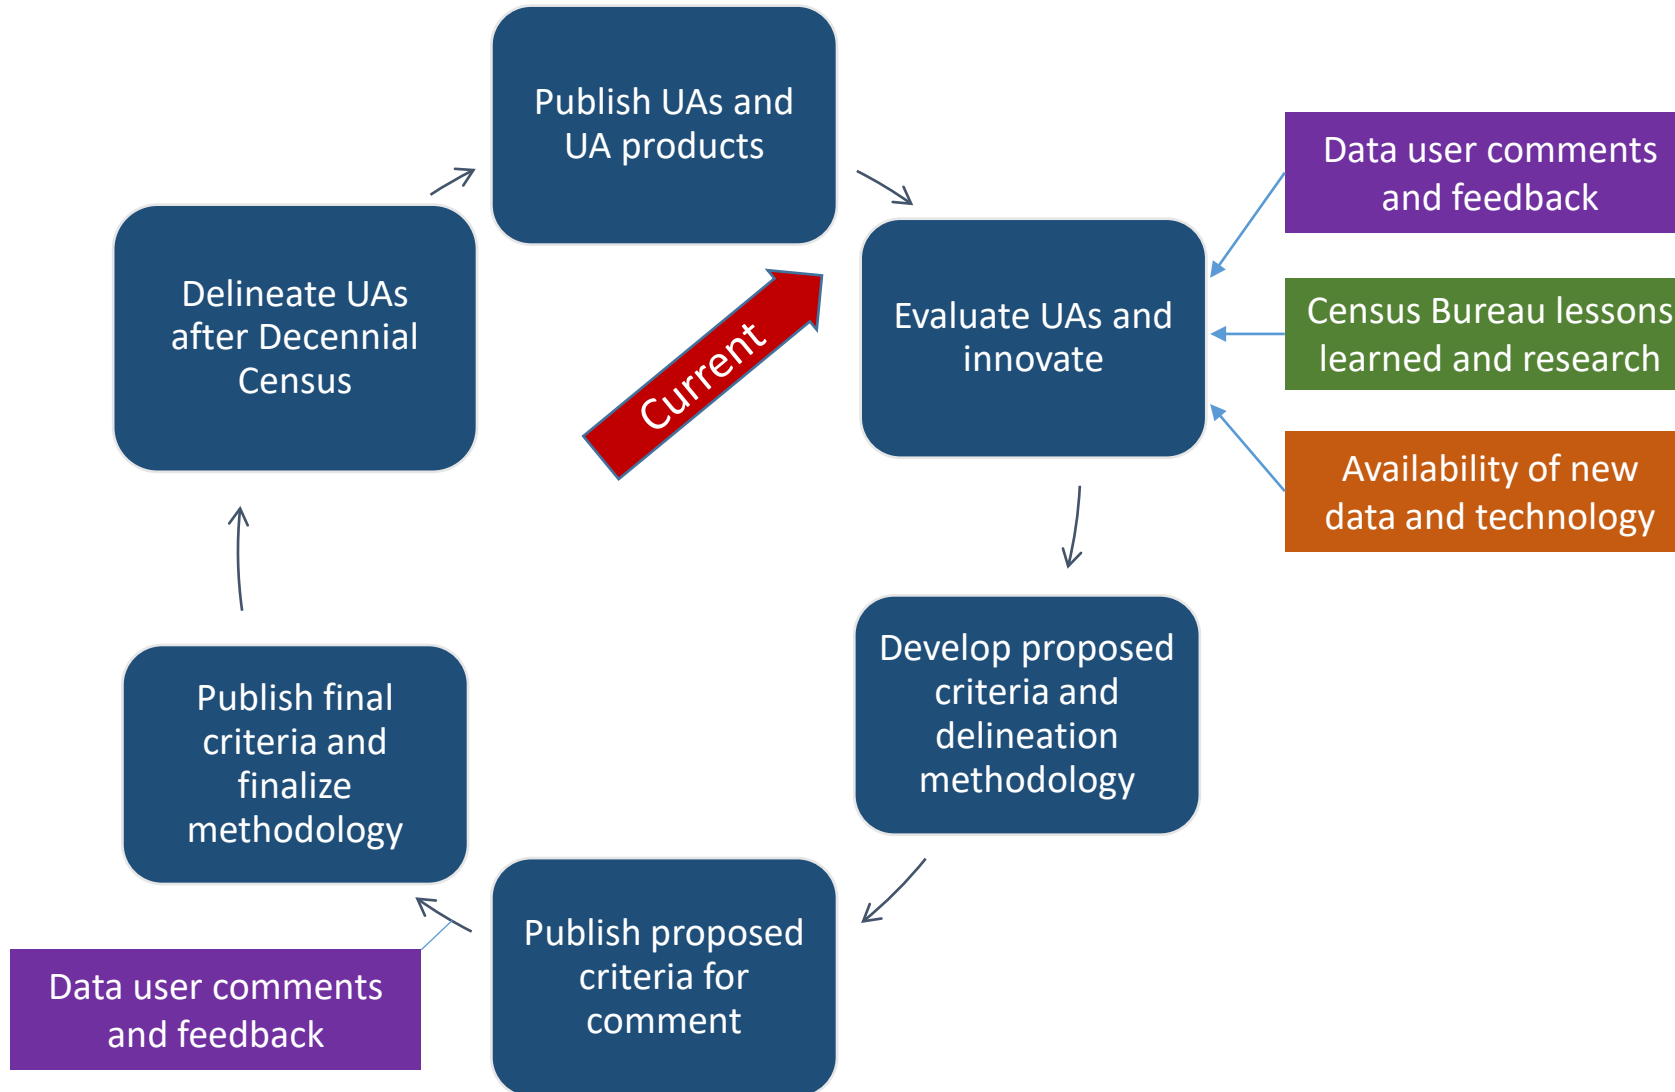 Publish UAs and
UA products
Data user comments
and feedback
Delineate UAs
after Decennial
Census
Current
Evaluate UAs and
innovate
Census Bureau lessons
learned and research
Availability of new
data and technology
Develop proposed
criteria and
delineation
methodology
Publish final
criteria and
finalize
methodology
Publish proposed
criteria for
comment
Data user comments
and feedback